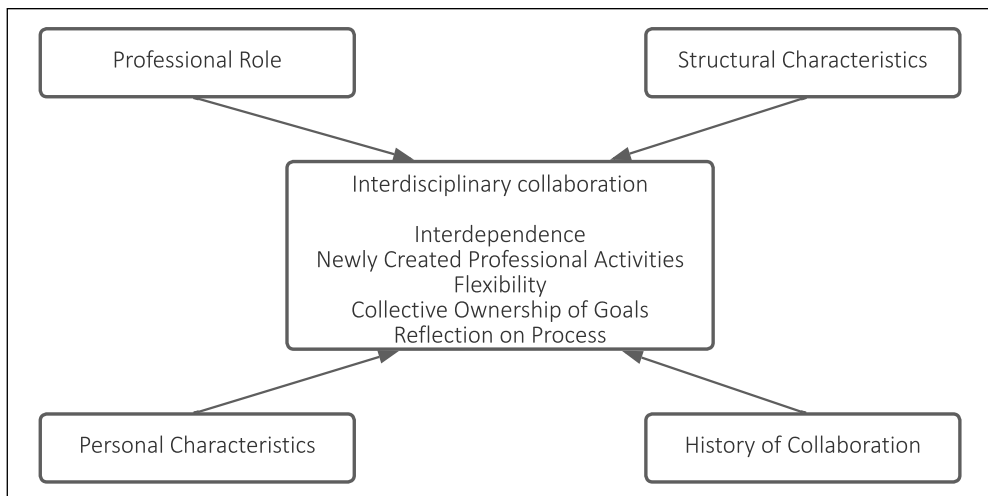 Professional Role
Structural Characteristics
Interdisciplinary collaboration
Interdependence
Newly Created Professional Activities
Flexibility
Collective Ownership of Goals
Reflection on Process
Personal Characteristics
History of Collaboration